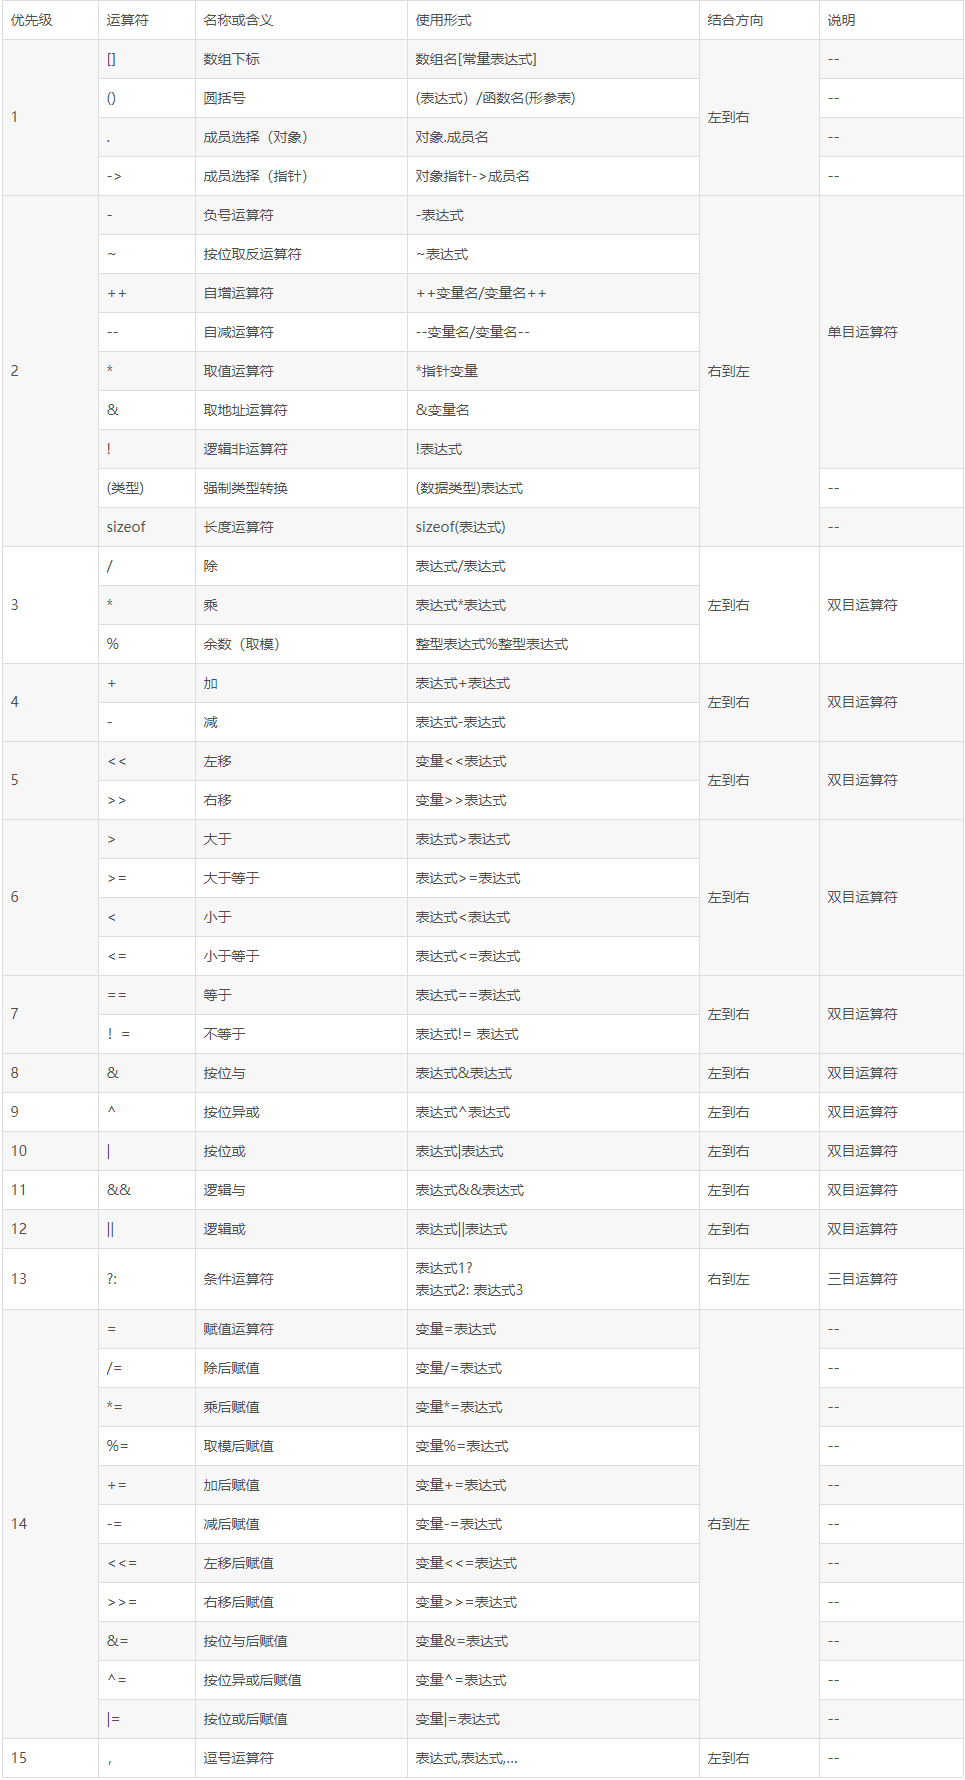 优先级 运算符 名称或含义 使用形式 结合方向 说明
1 [] 数组下标 数组名[常量表达式] 左到右 --
() 圆括号 (表达式）/函数名(形参表) --
. 成员选择（对象） 对象.成员名 --
-> 成员选择（指针） 对象指针->成员名 --
2 - 负号运算符 -表达式 右到左 单目运算符
~ 按位取反运算符 ~表达式
++ 自增运算符 ++变量名/变量名++
-- 自减运算符 --变量名/变量名--
* 取值运算符 *指针变量
& 取地址运算符 &变量名
! 逻辑非运算符 !表达式
(类型) 强制类型转换 (数据类型)表达式 --
sizeof 长度运算符 sizeof(表达式) --
3 / 除 表达式/表达式 左到右 双目运算符
* 乘 表达式*表达式
% 余数（取模） 整型表达式%整型表达式
4 + 加 表达式+表达式 左到右 双目运算符
- 减 表达式-表达式
5 << 左移 变量<<表达式 左到右 双目运算符
>> 右移 变量>>表达式
6 > 大于 表达式>表达式 左到右 双目运算符
>= 大于等于 表达式>=表达式
< 小于 表达式<表达式
<= 小于等于 表达式<=表达式
7 == 等于 表达式==表达式 左到右 双目运算符
！= 不等于 表达式!= 表达式
8 & 按位与 表达式&表达式 左到右 双目运算符
9 ^ 按位异或 表达式^表达式 左到右 双目运算符
10 | 按位或 表达式|表达式 左到右 双目运算符
11 && 逻辑与 表达式&&表达式 左到右 双目运算符
12 || 逻辑或 表达式||表达式 左到右 双目运算符
13 ?: 条件运算符 表达式1? 右到左 三目运算符
表达式2: 表达式3
14 = 赋值运算符 变量=表达式 右到左 --
/= 除后赋值 变量/=表达式 --
*= 乘后赋值 变量*=表达式 --
%= 取模后赋值 变量%=表达式 --
+= 加后赋值 变量+=表达式 --
-= 减后赋值 变量-=表达式 --
<<= 左移后赋值 变量<<=表达式 --
>>= 右移后赋值 变量>>=表达式 --
&= 按位与后赋值 变量&=表达式 --
^= 按位异或后赋值 变量^=表达式 --
|= 按位或后赋值 变量|=表达式 --
15 , 逗号运算符 表达式,表达式,… 左到右 --